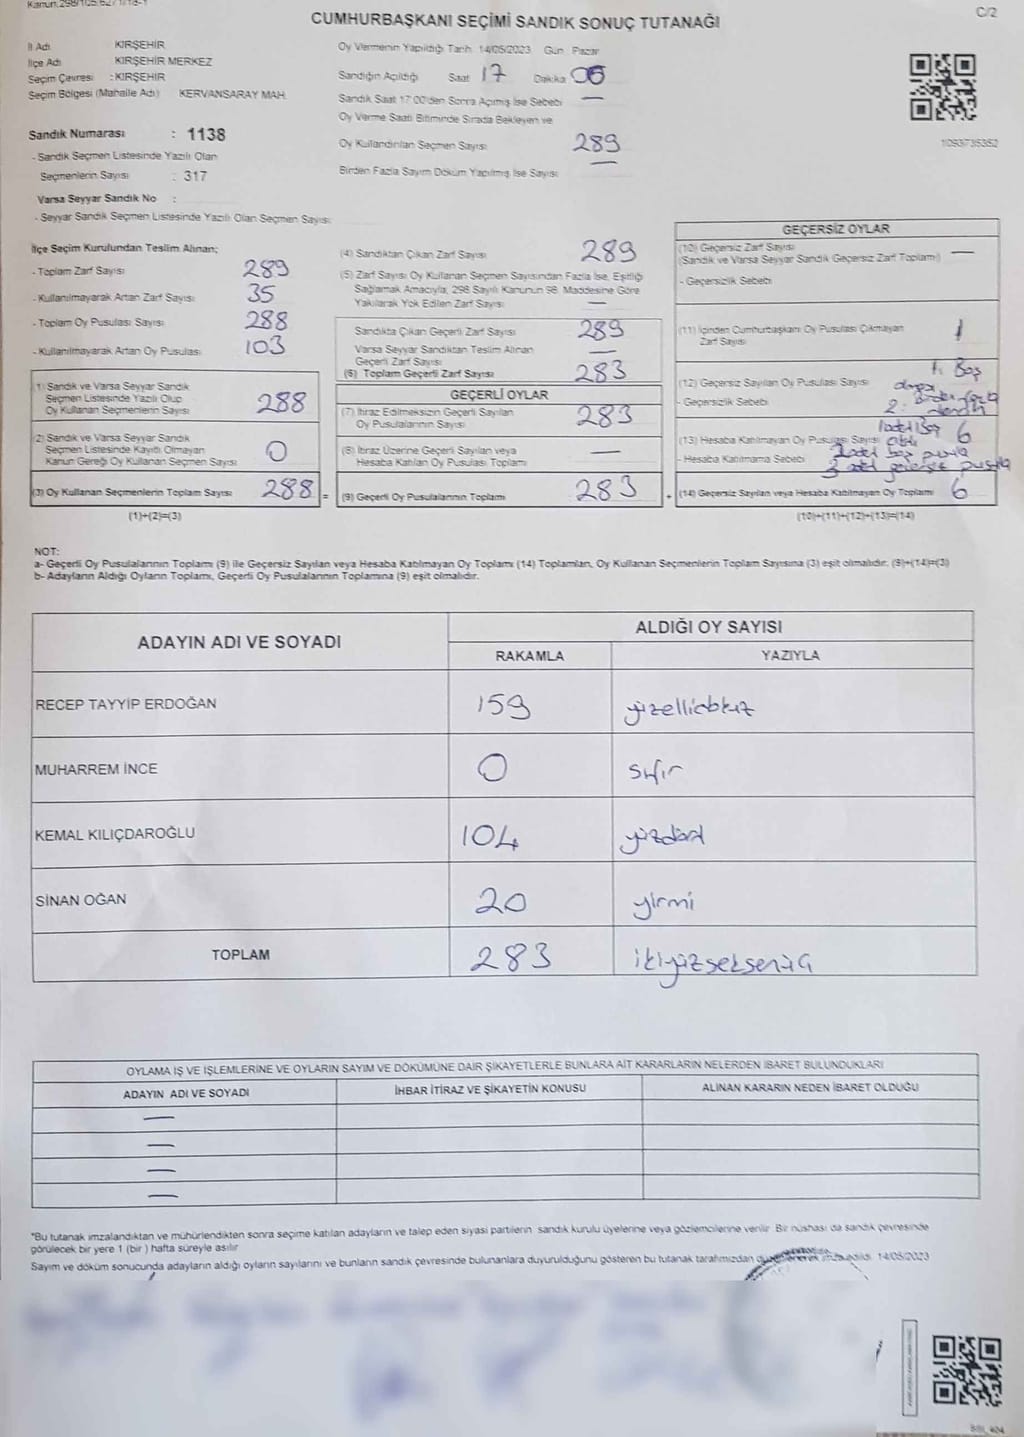 CUMHURBAŞKANI SEÇİMİ SANDIK SONUÇ TUTANAĞI
C/2
İl Adı KIRŞEHİR
İlçe Adı KIRŞEHİR MERKEZ
Seçim Çevresi : KIRŞEHİR
Seçim Bölgesi (Mahalle Adı) KERVANSARAY MAH.
Sandık Numarası : 1138
- Sandık Seçmen Listesinde Yazılı Olan
Seçmenlerin Sayısı : 317
Varsa Seyyar Sandık No :
- Seyyar Sandık Seçmen Listesinde Yazılı Olan Seçmen Sayısı:
Oy Vermenin Yapıldığı Tarih 14/05/2023 Gün Pazar
Sandığın Açıldığı Saat 17 Dakika 06
Sandık Saat 17:00'den Sonra Açılmış İse Sebebi —
Oy Verme Saati Bitiminde Sırada Bekleyen ve
Oy Kullandırılan Seçmen Sayısı 289
Birden Fazla Sayım Döküm Yapılmış İse Sayısı —
1093735352
İlçe Seçim Kurulundan Teslim Alınan;
- Toplam Zarf Sayısı 289
- Kullanılmayarak Artan Zarf Sayısı 35
- Toplam Oy Pusulası Sayısı 288
- Kullanılmayarak Artan Oy Pusulası 103
(1) Sandık ve Varsa Seyyar Sandık
Seçmen Listesinde Yazılı Olup
Oy Kullanan Seçmenlerin Sayısı 288
(2) Sandık ve Varsa Seyyar Sandık
Seçmen Listesinde Kayıtlı Olmayan
Kanun Gereği Oy Kullanan Seçmen Sayısı 0
(3) Oy Kullanan Seçmenlerin Toplam Sayısı 288 =
(1)+(2)=(3)
(4) Sandıktan Çıkan Zarf Sayısı 289
(5) Zarf Sayısı Oy Kullanan Seçmen Sayısından Fazla İse, Eşitliği
Sağlamak Amacıyla, 298 Sayılı Kanunun 98. Maddesine Göre
Yakılarak Yok Edilen Zarf Sayısı —
Sandıkta Çıkan Geçerli Zarf Sayısı 289
Varsa Seyyar Sandıktan Teslim Alınan
Geçerli Zarf Sayısı —
(6) Toplam Geçerli Zarf Sayısı 283
GEÇERLİ OYLAR
(7) İtiraz Edilmeksizin Geçerli Sayılan
Oy Pusulalarının Sayısı 283
(8) İtiraz Üzerine Geçerli Sayılan veya
Hesaba Katılan Oy Pusulası Toplamı —
(9) Geçerli Oy Pusulalarının Toplamı 283 +
GEÇERSİZ OYLAR
(10) Geçersiz Zarf Sayısı
(Sandık ve Varsa Seyyar Sandık Geçersiz Zarf Toplamı) —
- Geçersizlik Sebebi
(11) İçinden Cumhurbaşkanı Oy Pusulası Çıkmayan
Zarf Sayısı 1
1. Boş
(12) Geçersiz Sayılan Oy Pusulası Sayısı
- Geçersizlik Sebebi 2.
1 adet Boş
(13) Hesaba Katılmayan Oy Pusulası Sayısı 6
- Hesaba Katılmama Sebebi 2 adet boş pusula
3 adet geçersiz pusula
(14) Geçersiz Sayılan veya Hesaba Katılmayan Oy Toplamı 6
(10)+(11)+(12)+(13)=(14)
NOT:
a- Geçerli Oy Pusulalarının Toplamı (9) ile Geçersiz Sayılan veya Hesaba Katılmayan Oy Toplamı (14) Toplamları, Oy Kullanan Seçmenlerin Toplam Sayısına (3) eşit olmalıdır. (9)+(14)=(3)
b- Adayların Aldığı Oyların Toplamı, Geçerli Oy Pusulalarının Toplamına (9) eşit olmalıdır.
ADAYIN ADI VE SOYADI ALDIĞI OY SAYISI
RAKAMLA YAZIYLA
RECEP TAYYİP ERDOĞAN 159 yüzellidokuz
MUHARREM İNCE 0 sıfır
KEMAL KILIÇDAROĞLU 104 yüzdört
SİNAN OĞAN 20 yirmi
TOPLAM 283 ikiyüzseksenüç
OYLAMA İŞ VE İŞLEMLERİNE VE OYLARIN SAYIM VE DÖKÜMÜNE DAİR ŞİKAYETLERLE BUNLARA AİT KARARLARIN NELERDEN İBARET BULUNDUKLARI
ADAYIN ADI VE SOYADI İHBAR İTİRAZ VE ŞİKAYETİN KONUSU ALINAN KARARIN NEDEN İBARET OLDUĞU
—
—
—
—
*Bu tutanak imzalandıktan ve mühürlendikten sonra seçime katılan adayların ve talep eden siyasi partilerin sandık kurulu üyelerine veya gözlemcilerine verilir. Bir nüshası da sandık çevresinde
görülecek bir yere 1 (bir ) hafta süreyle asılır.
Sayım ve döküm sonucunda adayların aldığı oyların sayılarını ve bunların sandık çevresinde bulunanlara duyurulduğunu gösteren bu tutanak tarafımızdan düzenlenerek imza edildi. 14/05/2023